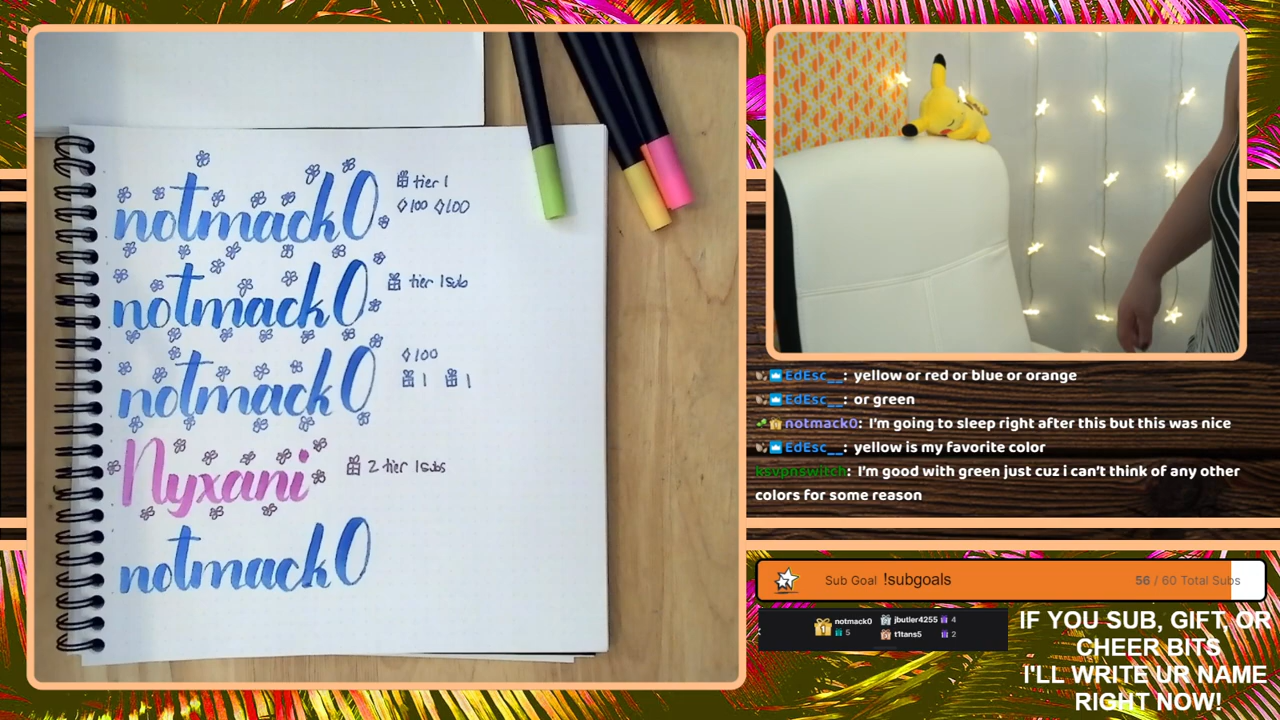 notmack0
tier 1
◊100 ◊100
notmack0
tier 1 sub
notmack0
◊100
1 1
Nyxani
2 tier 1 subs
notmack0
EdEsc__: yellow or red or blue or orange
EdEsc__: or green
notmack0: I'm going to sleep right after this but this was nice
EdEsc__: yellow is my favorite color
ksvpnswitch: I'm good with green just cuz i can't think of any other
colors for some reason
Sub Goal !subgoals 56 / 60 Total Subs
1 notmack0 5
2 jbutler4255 4
3 t1tans5 2
IF YOU SUB, GIFT, OR
CHEER BITS
I'LL WRITE UR NAME
RIGHT NOW!